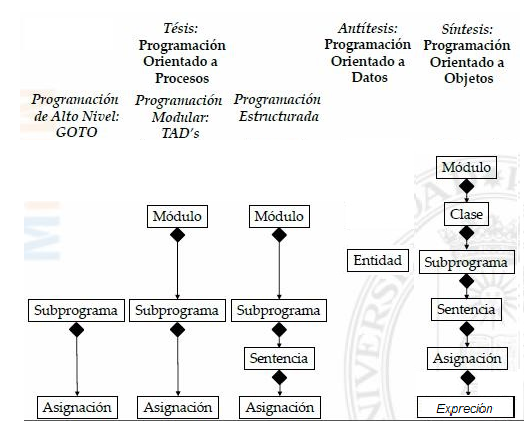 Tésis:
Programación
Orientado a
Procesos
Antítesis:
Programación
Orientado a
Datos
Síntesis:
Programación
Orientado a
Objetos
Programación
de Alto Nivel:
GOTO
Programación
Modular:
TAD's
Programación
Estructurada
Módulo
Clase
Módulo
Módulo
Entidad
Subprograma
Subprograma
Subprograma
Subprograma
Sentencia
Sentencia
Asignación
Asignación
Asignación
Asignación
Expreción